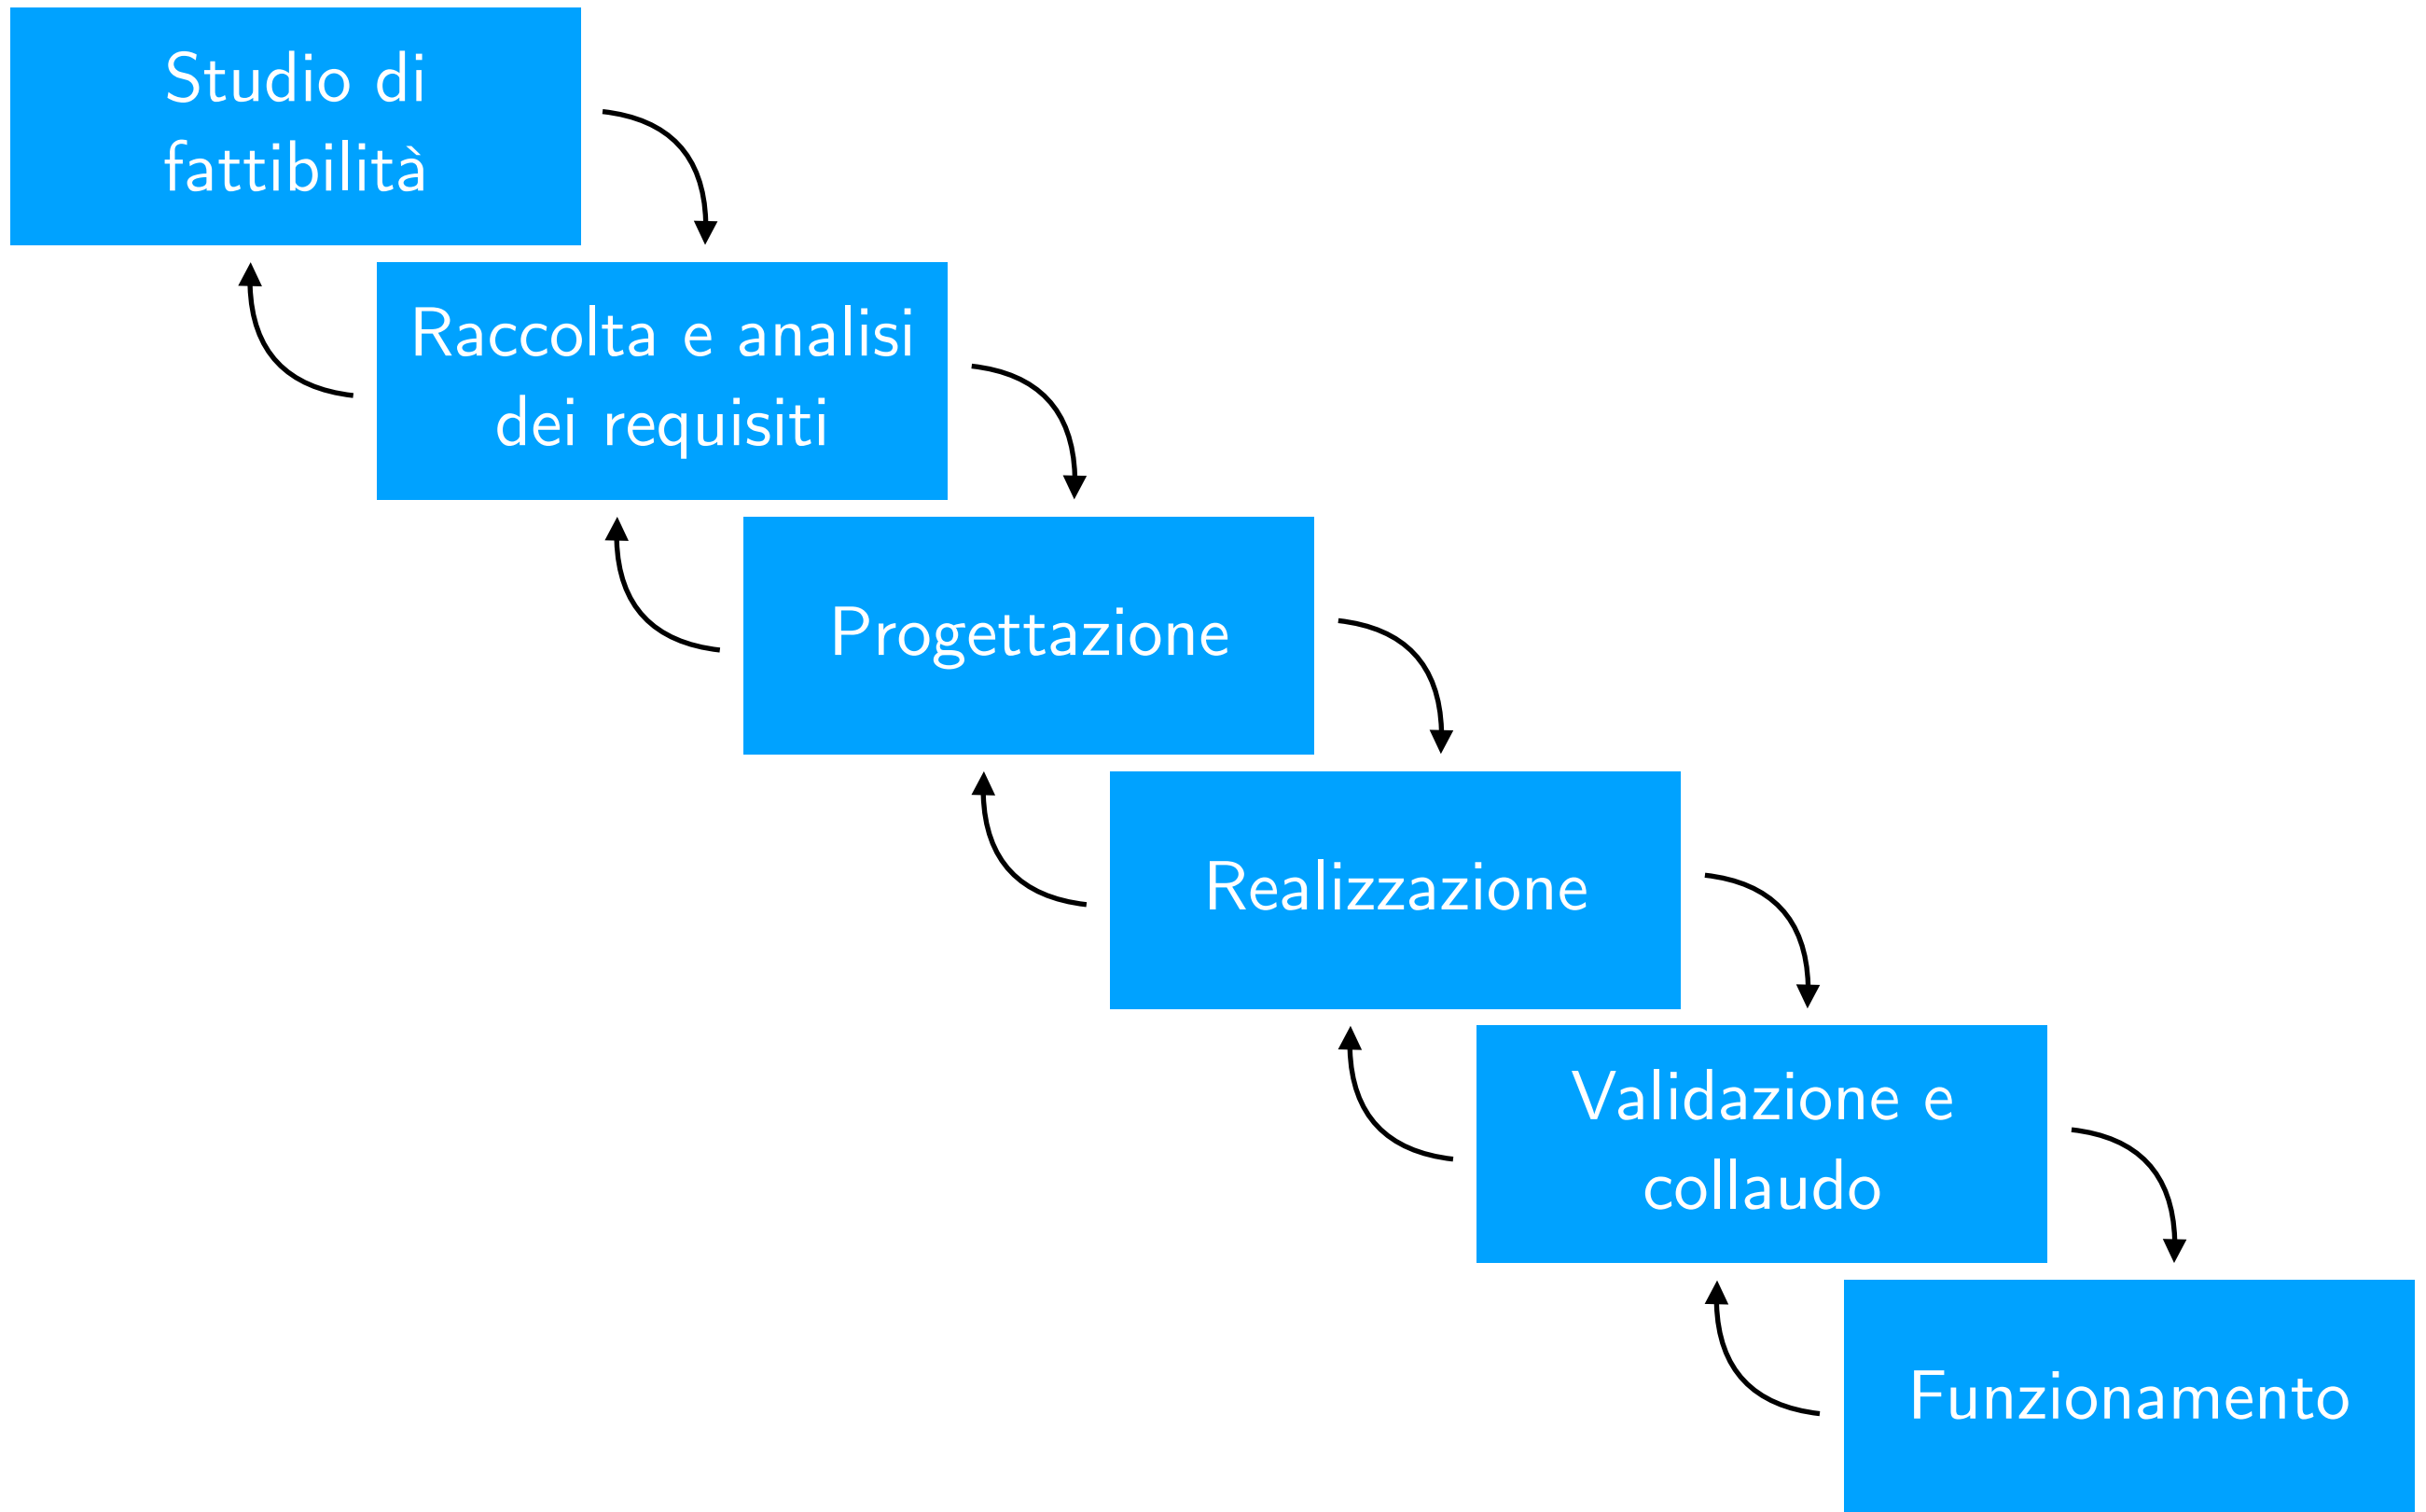 Studio di
fattibilità
Raccolta e analisi
dei requisiti
Progettazione
Realizzazione
Validazione e
collaudo
Funzionamento